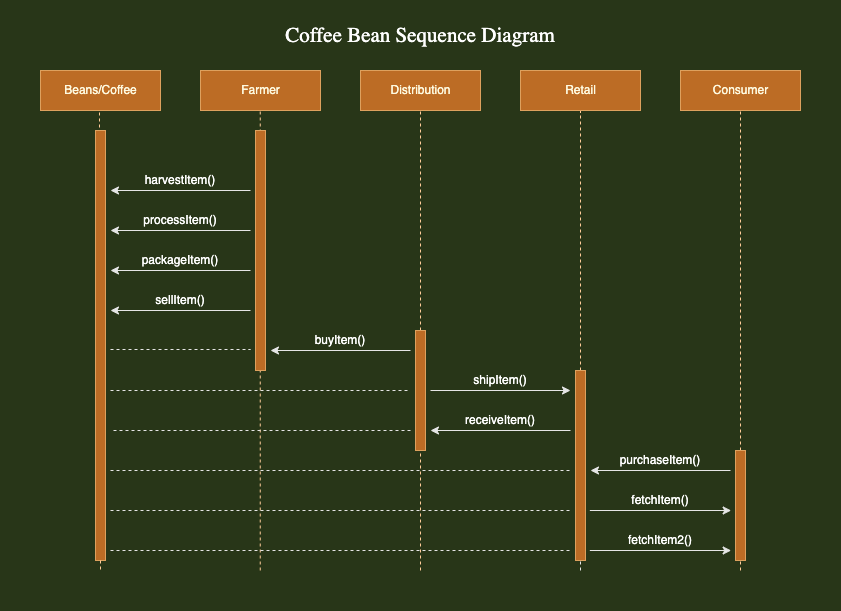 Coffee Bean Sequence Diagram
Beans/Coffee
Farmer
Distribution
Retail
Consumer
harvestItem()
processItem()
packageItem()
sellItem()
buyItem()
shipItem()
receiveItem()
purchaseItem()
fetchItem()
fetchItem2()